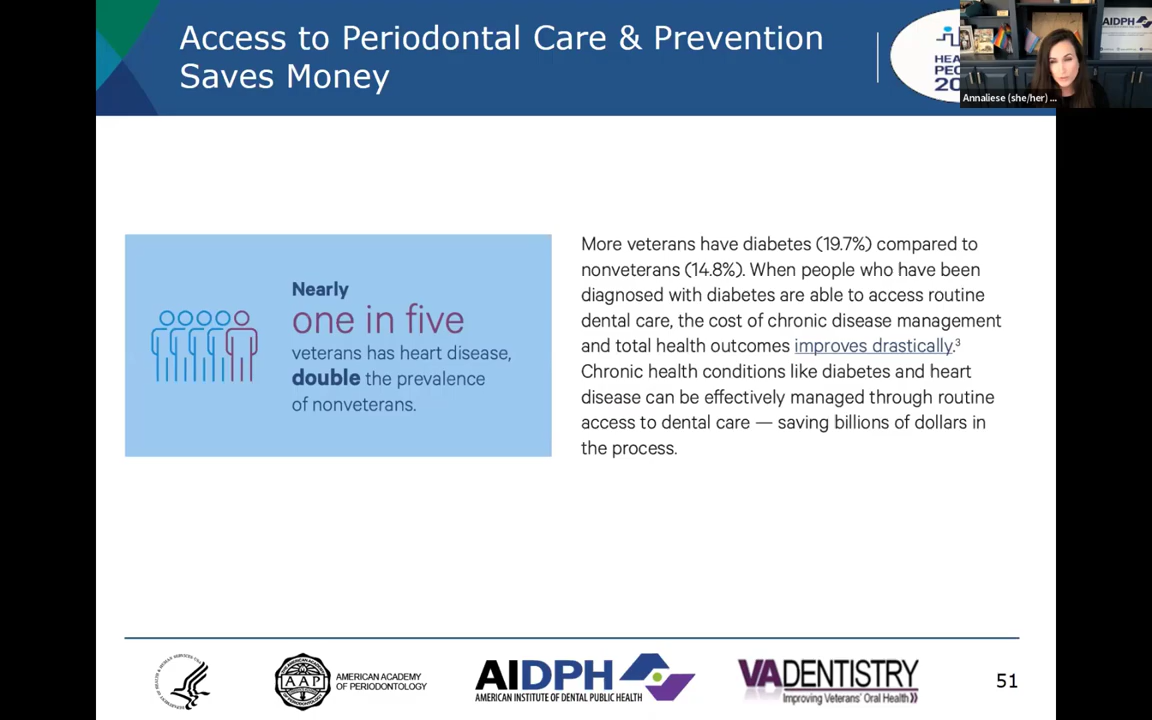 Access to Periodontal Care & Prevention
Saves Money
AIDPH
Annaliese (she/her) ...
Nearly
one in five
veterans has heart disease,
double the prevalence
of nonveterans.
More veterans have diabetes (19.7%) compared to
nonveterans (14.8%). When people who have been
diagnosed with diabetes are able to access routine
dental care, the cost of chronic disease management
and total health outcomes improves drastically.³
Chronic health conditions like diabetes and heart
disease can be effectively managed through routine
access to dental care — saving billions of dollars in
the process.
AAP
AMERICAN ACADEMY
OF PERIODONTOLOGY
AIDPH
AMERICAN INSTITUTE OF DENTAL PUBLIC HEALTH
VADENTISTRY
Improving Veterans' Oral Health
51